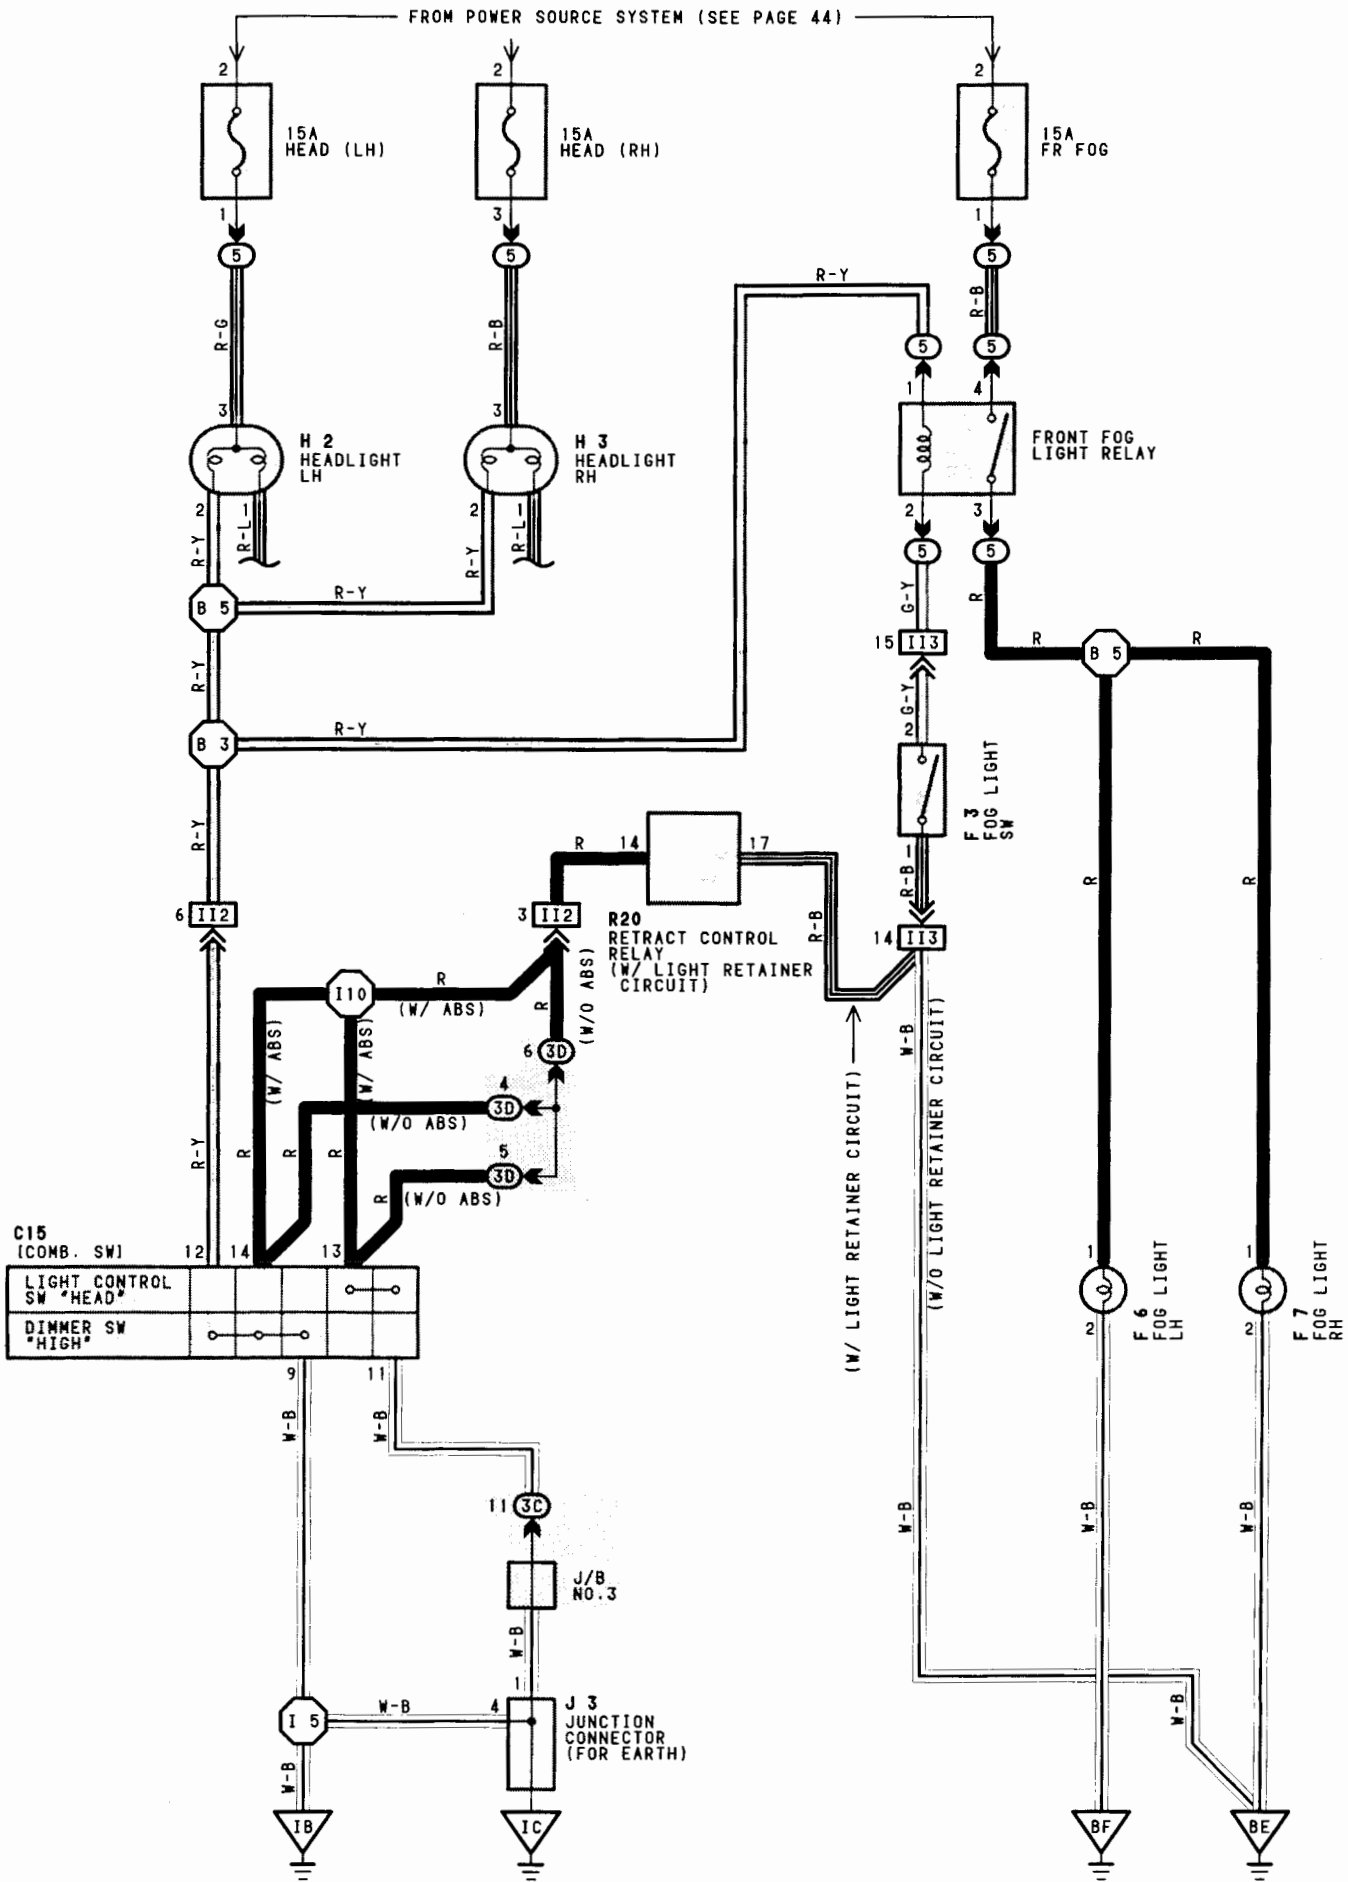 FROM POWER SOURCE SYSTEM (SEE PAGE 44)
2
2
2
15A
HEAD (LH)
15A
HEAD (RH)
15A
FR FOG
1
3
1
5
5
5
R-Y
R-G
R-B
R-B
5
5
3
3
1
4
H 2
HEADLIGHT
LH
H 3
HEADLIGHT
RH
FRONT FOG
LIGHT RELAY
2
1
2
1
2
3
R-Y
R-L
R-Y
R-L
5
5
B 5
R-Y
G-Y
R
15
II3
R
B 5
R
R-Y
G-Y
B 3
R-Y
2
F 3
FOG LIGHT
SW
R-Y
R
14
17
1
R-B
R
R
6
II2
3
II2
R20
RETRACT CONTROL
RELAY
(W/ LIGHT RETAINER
CIRCUIT)
R-B
14
II3
I10
R
(W/ ABS)
R
(W/O ABS)
(W/ ABS)
(W/ ABS)
6
3D
W-B
(W/O LIGHT RETAINER CIRCUIT)
(W/ LIGHT RETAINER CIRCUIT)
4
3D
(W/O ABS)
R-Y
R
R
R
5
3D
R
(W/O ABS)
C15
[COMB. SW]
12
14
13
1
1
LIGHT CONTROL
SW "HEAD"
DIMMER SW
"HIGH"
2
F 6
FOG LIGHT
LH
2
F 7
FOG LIGHT
RH
9
11
W-B
W-B
11
3C
W-B
W-B
W-B
J/B
NO.3
W-B
1
I 5
W-B
4
J 3
JUNCTION
CONNECTOR
(FOR EARTH)
W-B
W-B
IB
IC
BF
BE